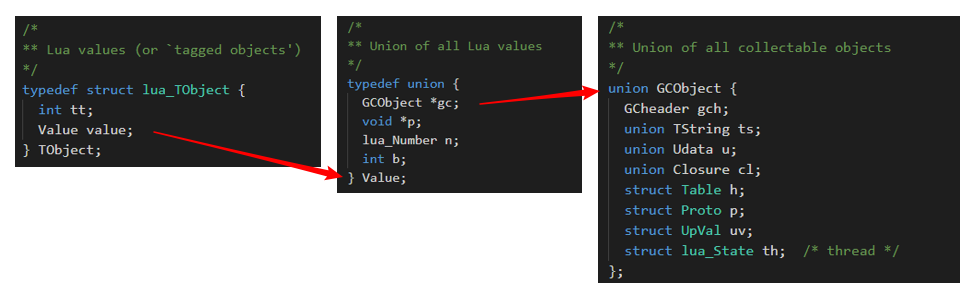 /*
** Lua values (or `tagged objects')
*/
typedef struct lua_TObject {
  int tt;
  Value value;
} TObject;
/*
** Union of all Lua values
*/
typedef union {
  GCObject *gc;
  void *p;
  lua_Number n;
  int b;
} Value;
/*
** Union of all collectable objects
*/
union GCObject {
  GCheader gch;
  union TString ts;
  union Udata u;
  union Closure cl;
  struct Table h;
  struct Proto p;
  struct UpVal uv;
  struct lua_State th;  /* thread */
};